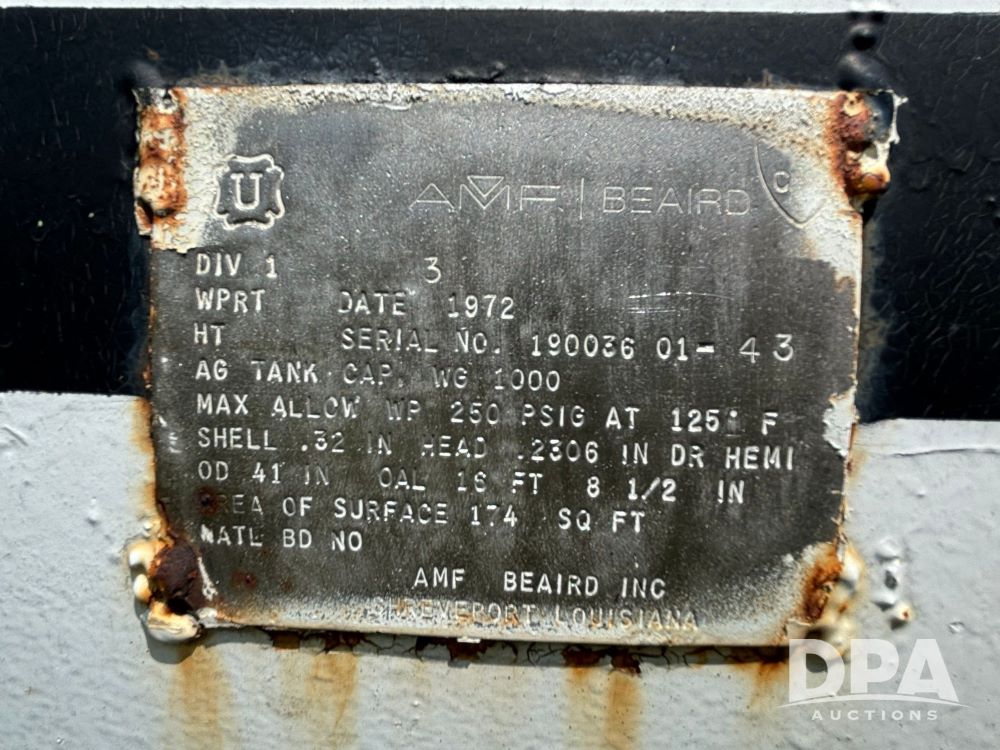 U AMF BEAIRD C
DIV 1 3
WPRT DATE 1972
HT SERIAL NO. 190036 01-43
AG TANK CAP. WG 1000
MAX ALLOW WP 250 PSIG AT 125° F
SHELL .32 IN HEAD .2306 IN DR HEMI
OD 41 IN OAL 16 FT 8 1/2 IN
AREA OF SURFACE 174 SQ FT
NATL BD NO
AMF BEAIRD INC
SHREVEPORT LOUISIANA
DPA
AUCTIONS